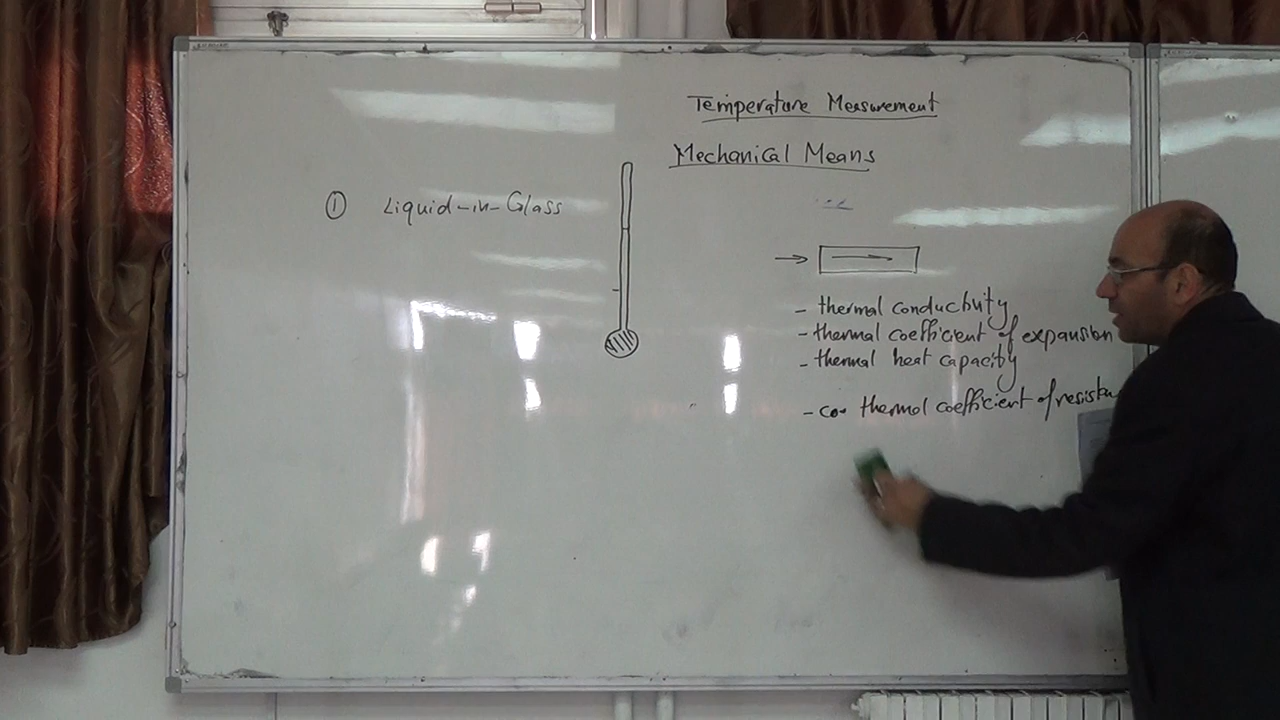 Temperature Measurement
Mechanical Means
① Liquid-in-Glass
- thermal conductivity
- thermal coefficient of expansion
- thermal heat capacity
- co thermal coefficient of resista